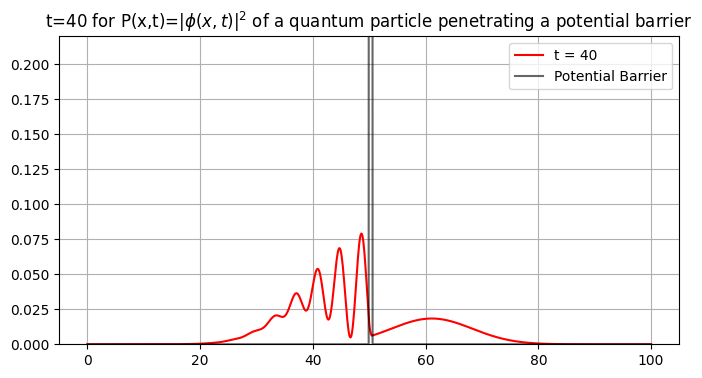 t=40 for P(x,t)=|ϕ(x, t)|² of a quantum particle penetrating a potential barrier
t = 40
Potential Barrier
0.200
0.175
0.150
0.125
0.100
0.075
0.050
0.025
0.000
0 20 40 60 80 100